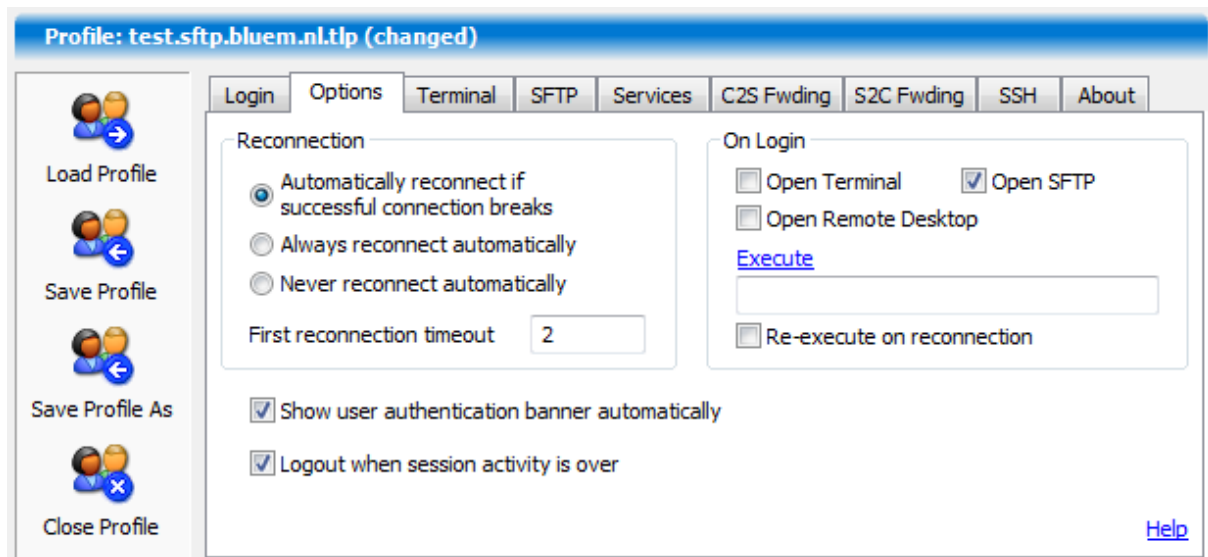 Profile: test.sftp.bluem.nl.tlp (changed)
Load Profile
Save Profile
Save Profile As
Close Profile
Login Options Terminal SFTP Services C2S Fwding S2C Fwding SSH About
Reconnection
Automatically reconnect if
successful connection breaks
Always reconnect automatically
Never reconnect automatically
First reconnection timeout 2
On Login
Open Terminal Open SFTP
Open Remote Desktop
Execute
Re-execute on reconnection
Show user authentication banner automatically
Logout when session activity is over
Help